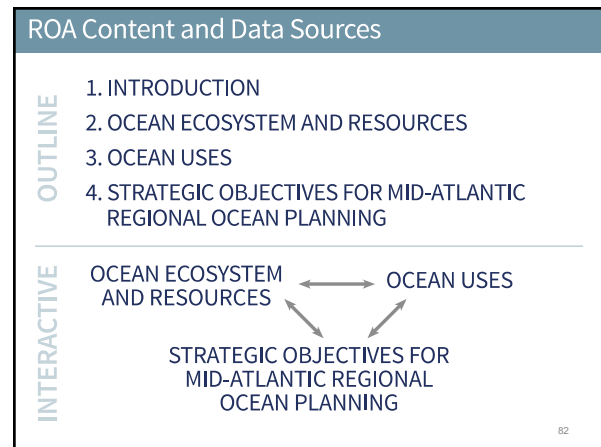 ROA Content and Data Sources
OUTLINE
1. INTRODUCTION
2. OCEAN ECOSYSTEM AND RESOURCES
3. OCEAN USES
4. STRATEGIC OBJECTIVES FOR MID-ATLANTIC
REGIONAL OCEAN PLANNING
INTERACTIVE
OCEAN ECOSYSTEM
AND RESOURCES
OCEAN USES
STRATEGIC OBJECTIVES FOR
MID-ATLANTIC REGIONAL
OCEAN PLANNING
82